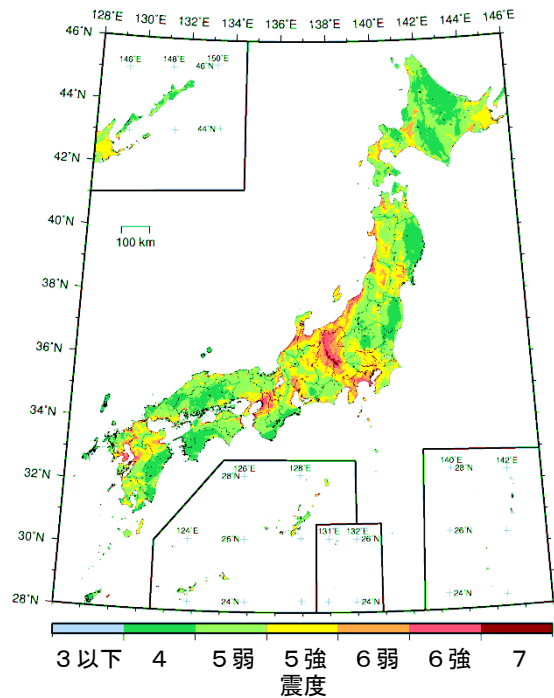 128°E 130°E 132°E 134°E 136°E 138°E 140°E 142°E 144°E 146°E
46°N
146°E 148°E 150°E
46°N
44°N
44°N
42°N
40°N
100 km
38°N
36°N
34°N
32°N
30°N
28°N
126°E 128°E
28°N
124°E
26°N
131°E 132°E
26°N
24°N
24°N
140°E 142°E
28°N
26°N
24°N
3以下 4 5弱 5強 6弱 6強 7
震度